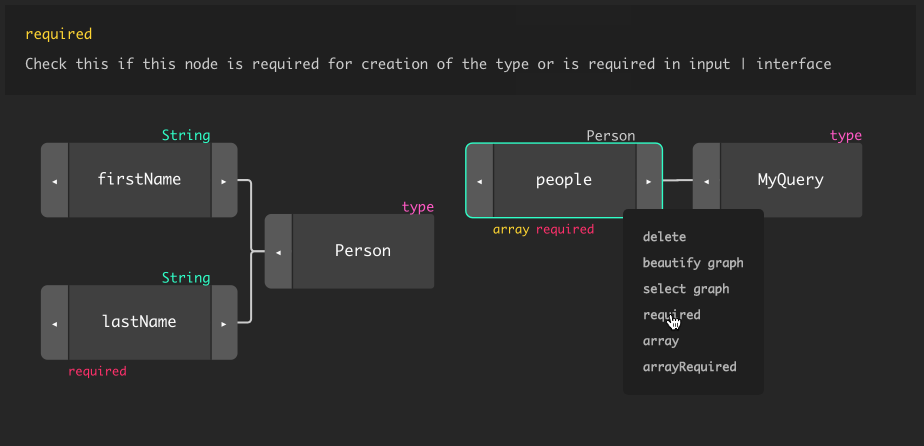 required
Check this if this node is required for creation of the type or is required in input | interface
String
firstName
type
Person
String
lastName
required
Person
people
array required
type
MyQuery
delete
beautify graph
select graph
required
array
arrayRequired